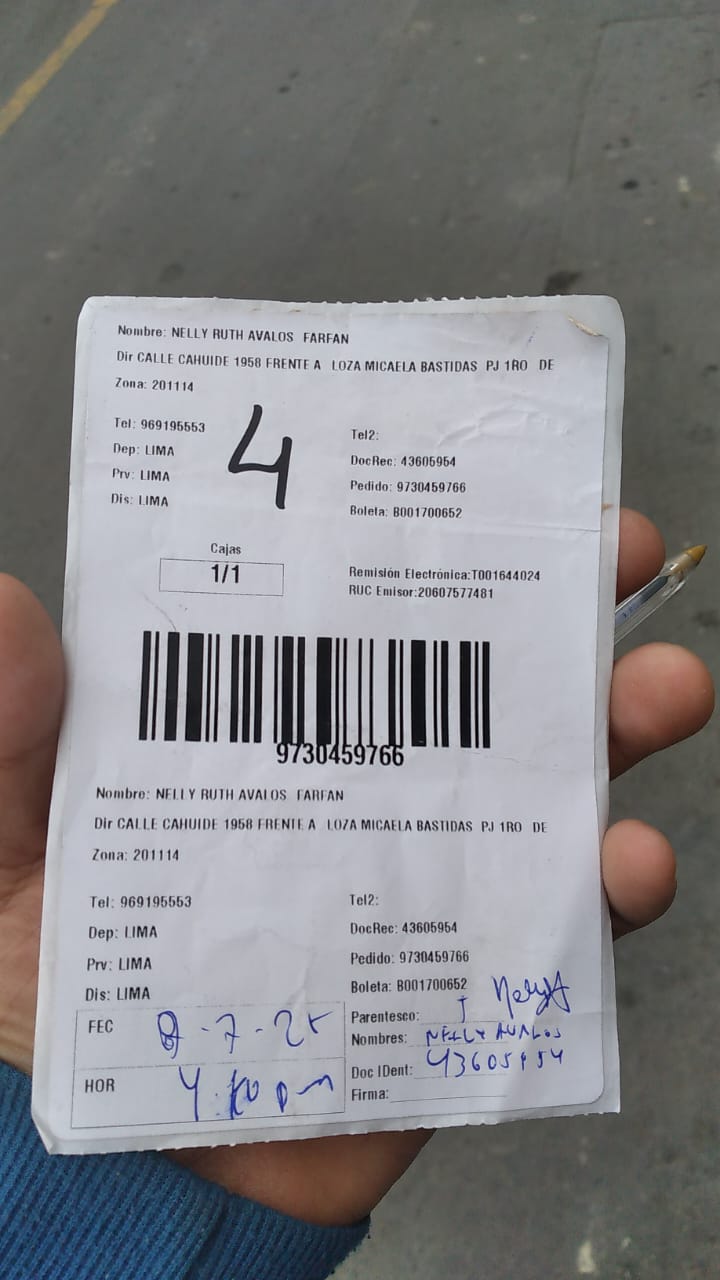 Nombre: NELLY RUTH AVALOS FARFAN
Dir CALLE CAHUIDE 1958 FRENTE A LOZA MICAELA BASTIDAS PJ 1RO DE
Zona: 201114
Tel: 969195553
Tel2:
4
Dep: LIMA
DocRec: 43605954
Prv: LIMA
Pedido: 9730459766
Dis: LIMA
Boleta: B001700652
Cajas
1/1
Remisión Electrónica:T001644024
RUC Emisor:20607577481
9730459766
Nombre: NELLY RUTH AVALOS FARFAN
Dir CALLE CAHUIDE 1958 FRENTE A LOZA MICAELA BASTIDAS PJ 1RO DE
Zona: 201114
Tel: 969195553
Tel2:
Dep: LIMA
DocRec: 43605954
Prv: LIMA
Pedido: 9730459766
Dis: LIMA
Boleta: B001700652
FEC
Parentesco:
Nombres: NELLY AVALOS
HOR
Doc IDent: 43605954
Firma: